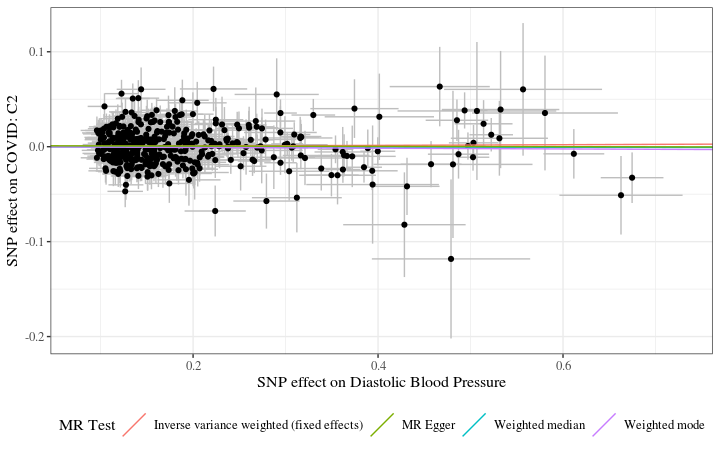 SNP effect on COVID: C2
0.1
0.0
-0.1
-0.2
0.2 0.4 0.6
SNP effect on Diastolic Blood Pressure
MR Test Inverse variance weighted (fixed effects) MR Egger Weighted median Weighted mode